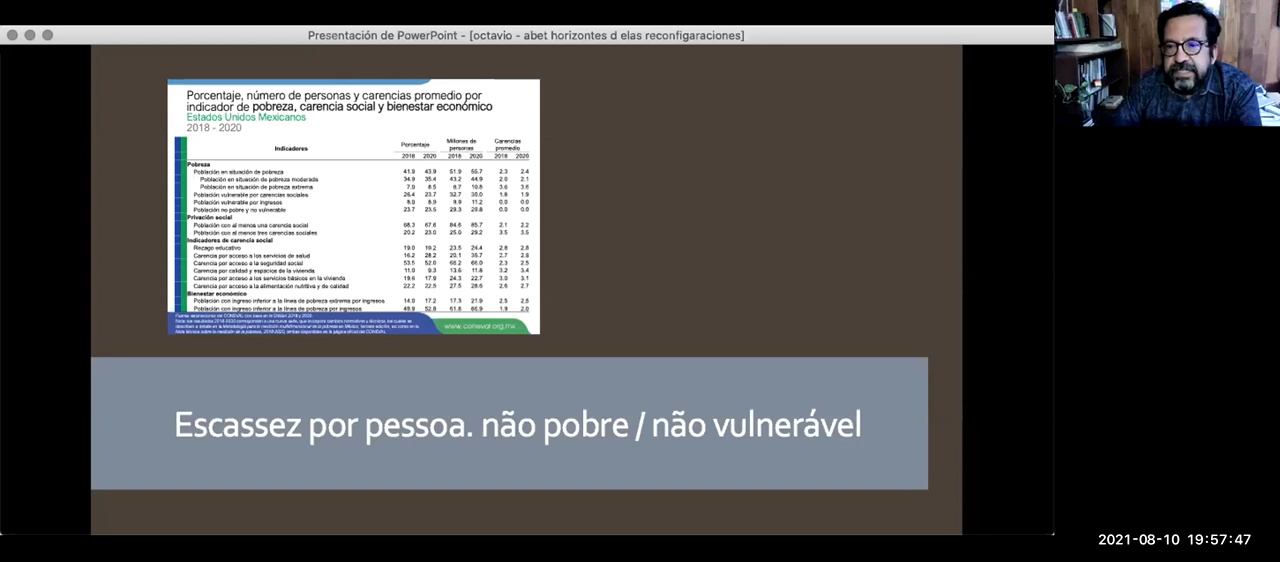 Presentación de PowerPoint - [octavio - abet horizontes d elas reconfigaraciones]
Porcentaje, número de personas y carencias promedio por
indicador de pobreza, carencia social y bienestar económico
Estados Unidos Mexicanos
2018 - 2020
Indicadores Porcentaje Millones de personas Carencias promedio
2018 2020 2018 2020 2018 2020
Pobreza
Población en situación de pobreza 41.9 43.9 51.9 55.7 2.3 2.4
Población en situación de pobreza moderada 34.9 35.4 43.2 44.9 2.0 2.1
Población en situación de pobreza extrema 7.0 8.5 8.7 10.8 3.6 3.6
Población vulnerable por carencias sociales 26.4 23.7 32.7 30.0 1.8 1.9
Población vulnerable por ingresos 8.0 8.9 9.9 11.2 0.0 0.0
Población no pobre y no vulnerable 23.7 23.5 29.3 29.8 0.0 0.0
Privación social
Población con al menos una carencia social 68.3 67.6 84.6 85.7 2.1 2.2
Población con al menos tres carencias sociales 20.2 23.0 25.0 29.2 3.5 3.5
Indicadores de carencia social
Rezago educativo 19.0 19.2 23.5 24.4 2.8 2.8
Carencia por acceso a los servicios de salud 16.2 28.2 20.1 35.7 2.7 2.8
Carencia por acceso a la seguridad social 53.5 52.0 66.2 66.0 2.3 2.5
Carencia por calidad y espacios de la vivienda 11.0 9.3 13.6 11.8 3.2 3.4
Carencia por acceso a los servicios básicos en la vivienda 19.6 17.9 24.3 22.7 3.0 3.1
Carencia por acceso a la alimentación nutritiva y de calidad 22.2 22.5 27.5 28.6 2.6 2.7
Bienestar económico
Población con ingreso inferior a la línea de pobreza extrema por ingresos 14.0 17.2 17.3 21.9 2.5 2.5
Población con ingreso inferior a la línea de pobreza por ingresos 49.9 52.8 61.8 66.9 1.9 2.0
www.coneval.org.mx
Escassez por pessoa. não pobre / não vulnerável
2021-08-10 19:57:47